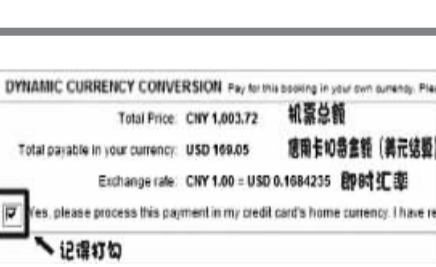 DYNAMIC CURRENCY CONVERSION Pay for this booking in your own currency. Plea
Total Price: CNY 1,003.72 机票总额
Total payable in your currency: USD 169.05 信用卡扣费金额（美元结算
Exchange rate: CNY 1.00 = USD 0.1684235 即时汇率
Yes, please process this payment in my credit card's home currency. I have re
记得打勾